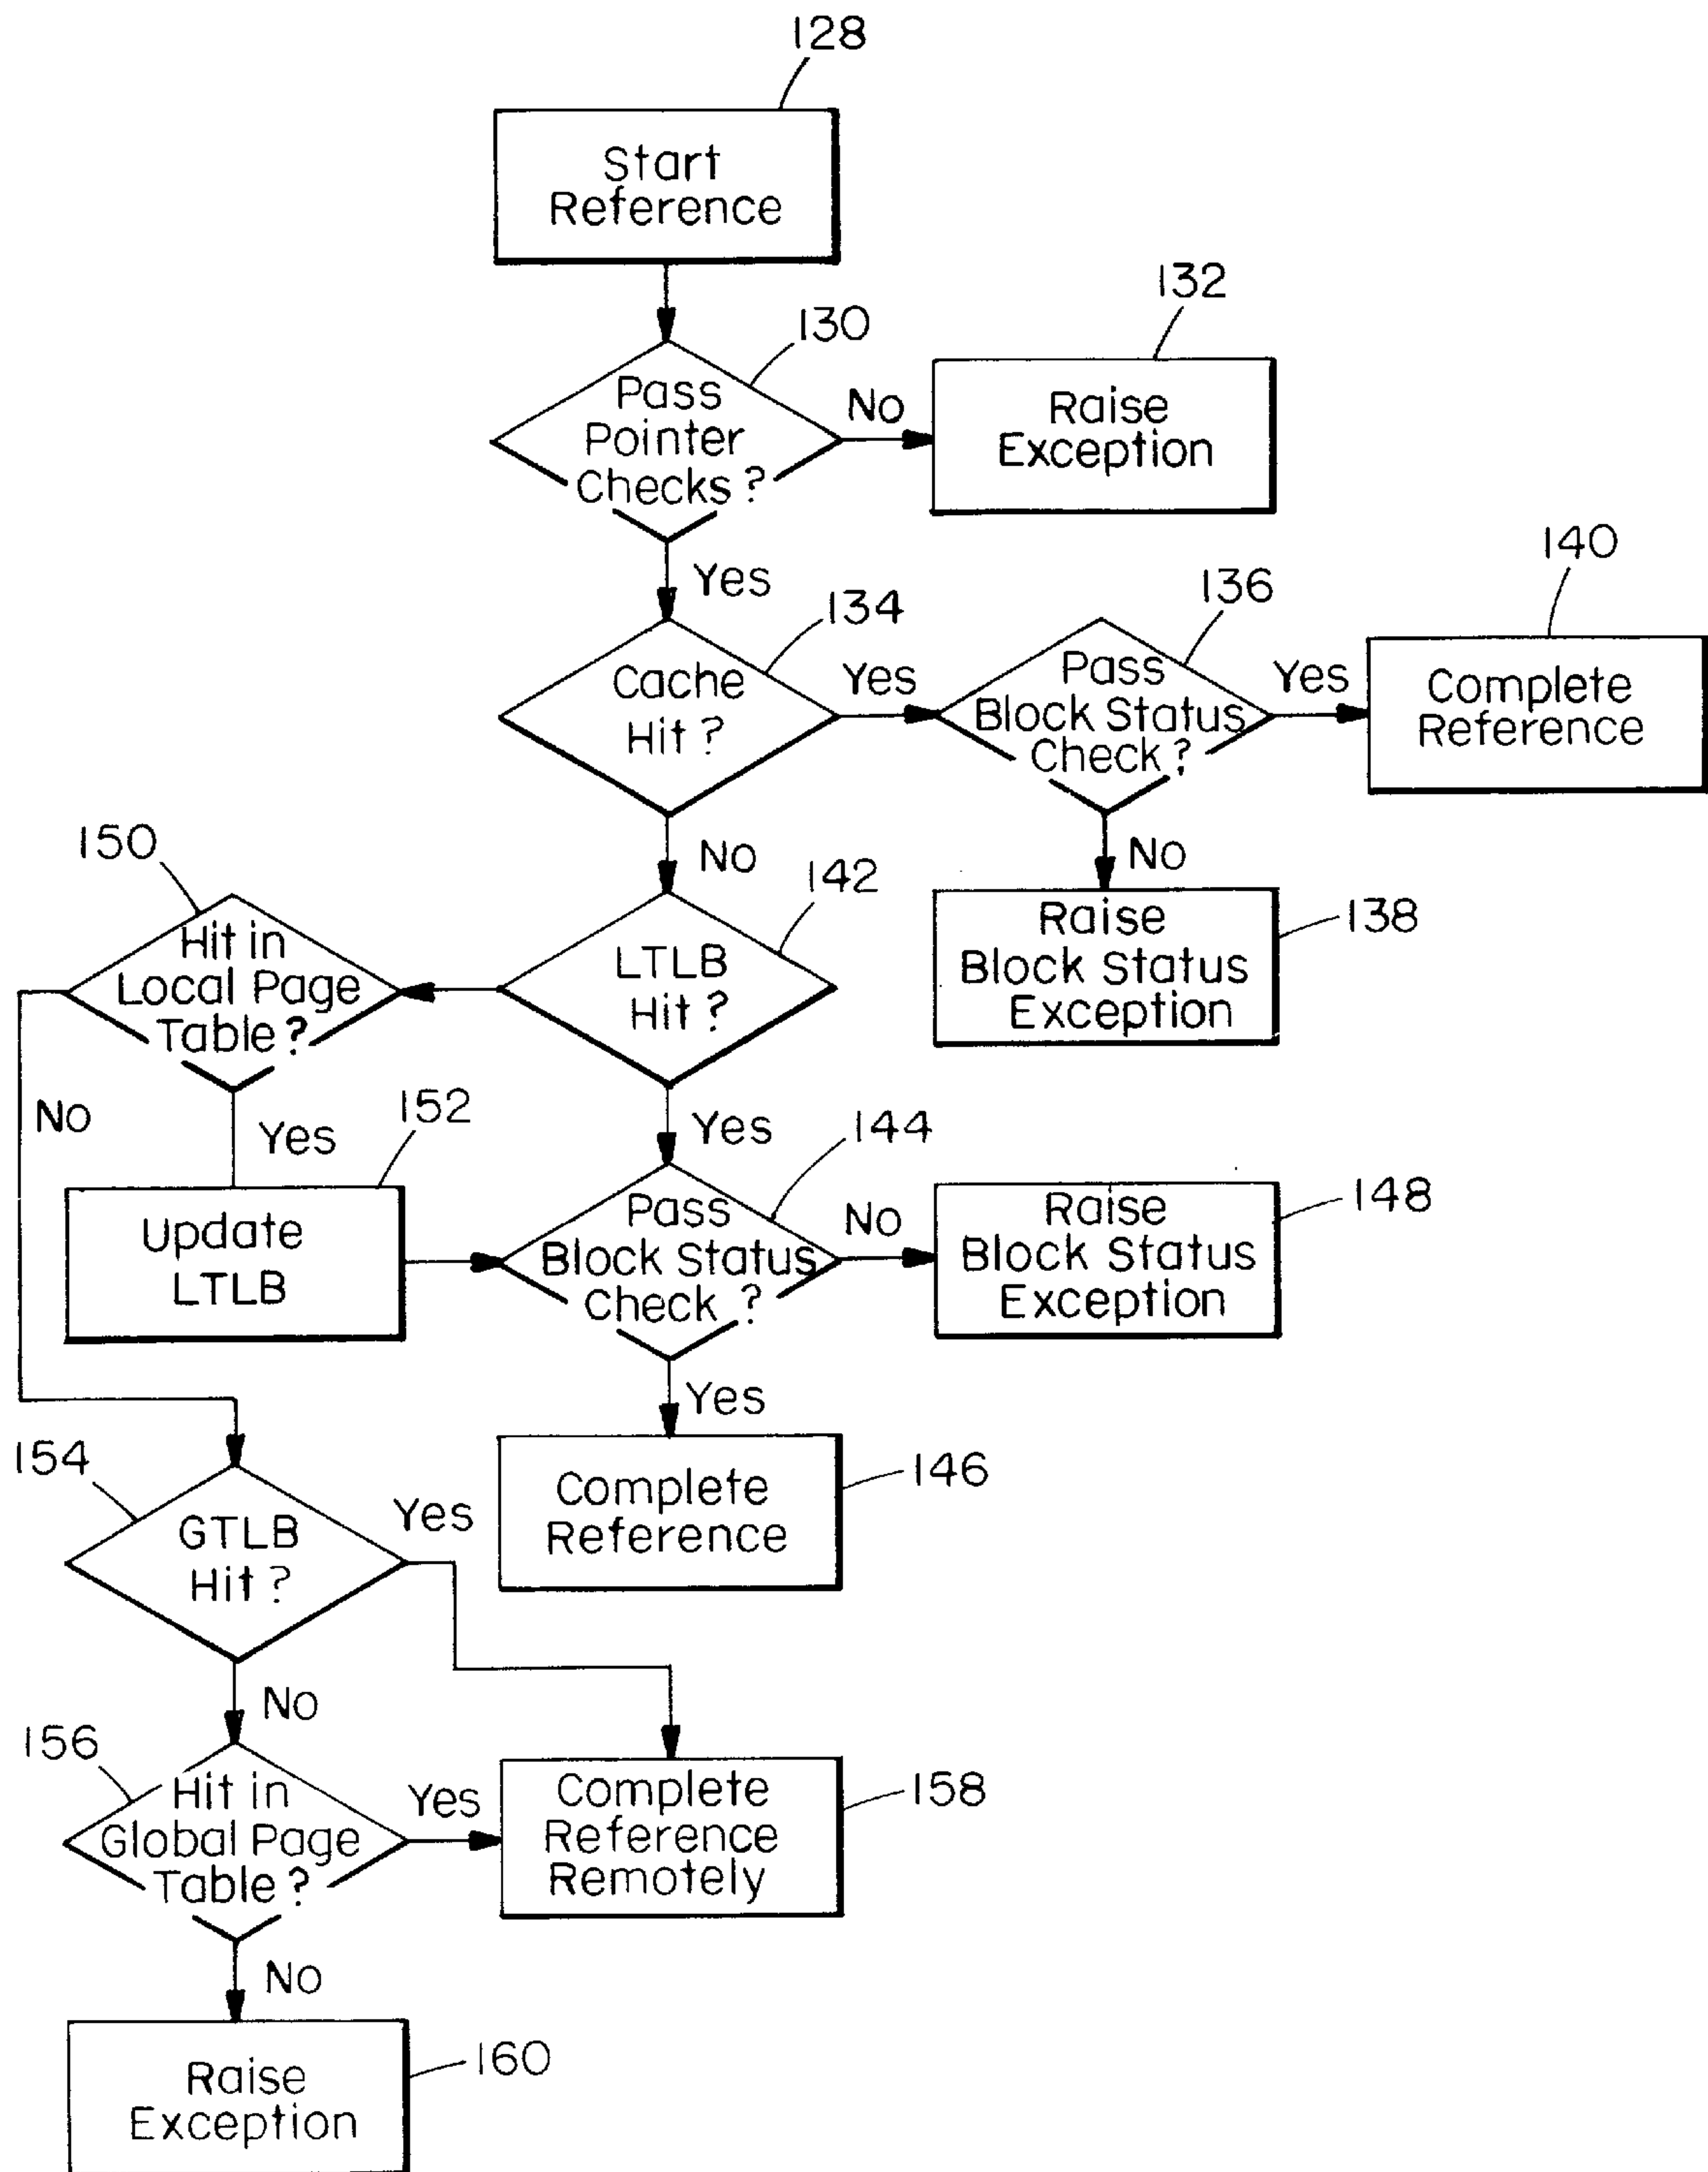 128
Start
Reference
130
Pass
Pointer
Checks?
No
132
Raise
Exception
Yes
134
Cache
Hit?
Yes
136
Pass
Block Status
Check?
Yes
140
Complete
Reference
No
138
Raise
Block Status
Exception
No
142
LTLB
Hit?
150
Hit in
Local Page
Table?
No
Yes
152
Update
LTLB
Yes
144
Pass
Block Status
Check?
No
148
Raise
Block Status
Exception
Yes
146
Complete
Reference
154
GTLB
Hit?
Yes
No
156
Hit in
Global Page
Table?
Yes
158
Complete
Reference
Remotely
No
160
Raise
Exception